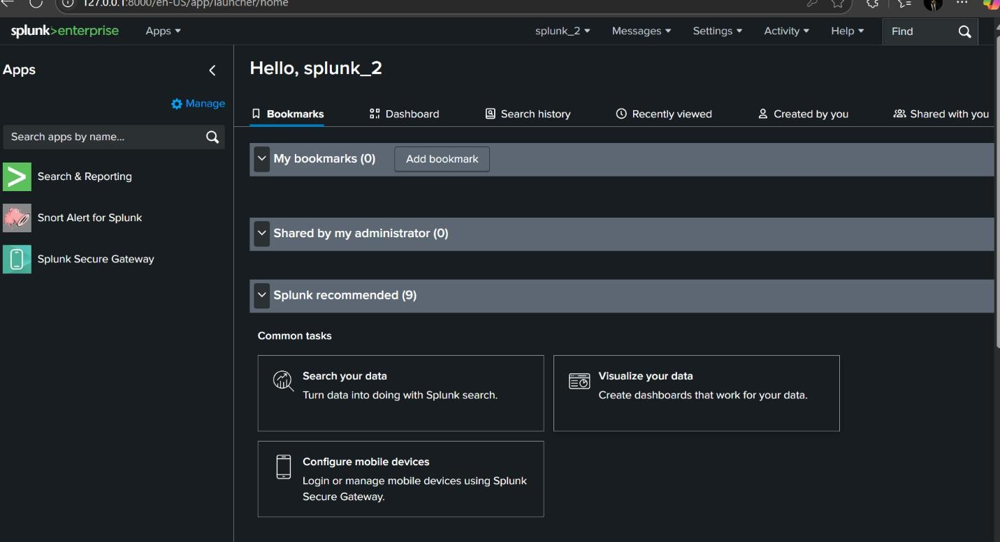 127.0.0.1:8000/en-US/app/launcher/home
splunk>enterprise Apps splunk_2 Messages Settings Activity Help Find
Apps
Manage
Search apps by name...
Search & Reporting
Snort Alert for Splunk
Splunk Secure Gateway
Hello, splunk_2
Bookmarks Dashboard Search history Recently viewed Created by you Shared with you
My bookmarks (0) Add bookmark
Shared by my administrator (0)
Splunk recommended (9)
Common tasks
Search your data
Turn data into doing with Splunk search.
Visualize your data
Create dashboards that work for your data.
Configure mobile devices
Login or manage mobile devices using Splunk
Secure Gateway.